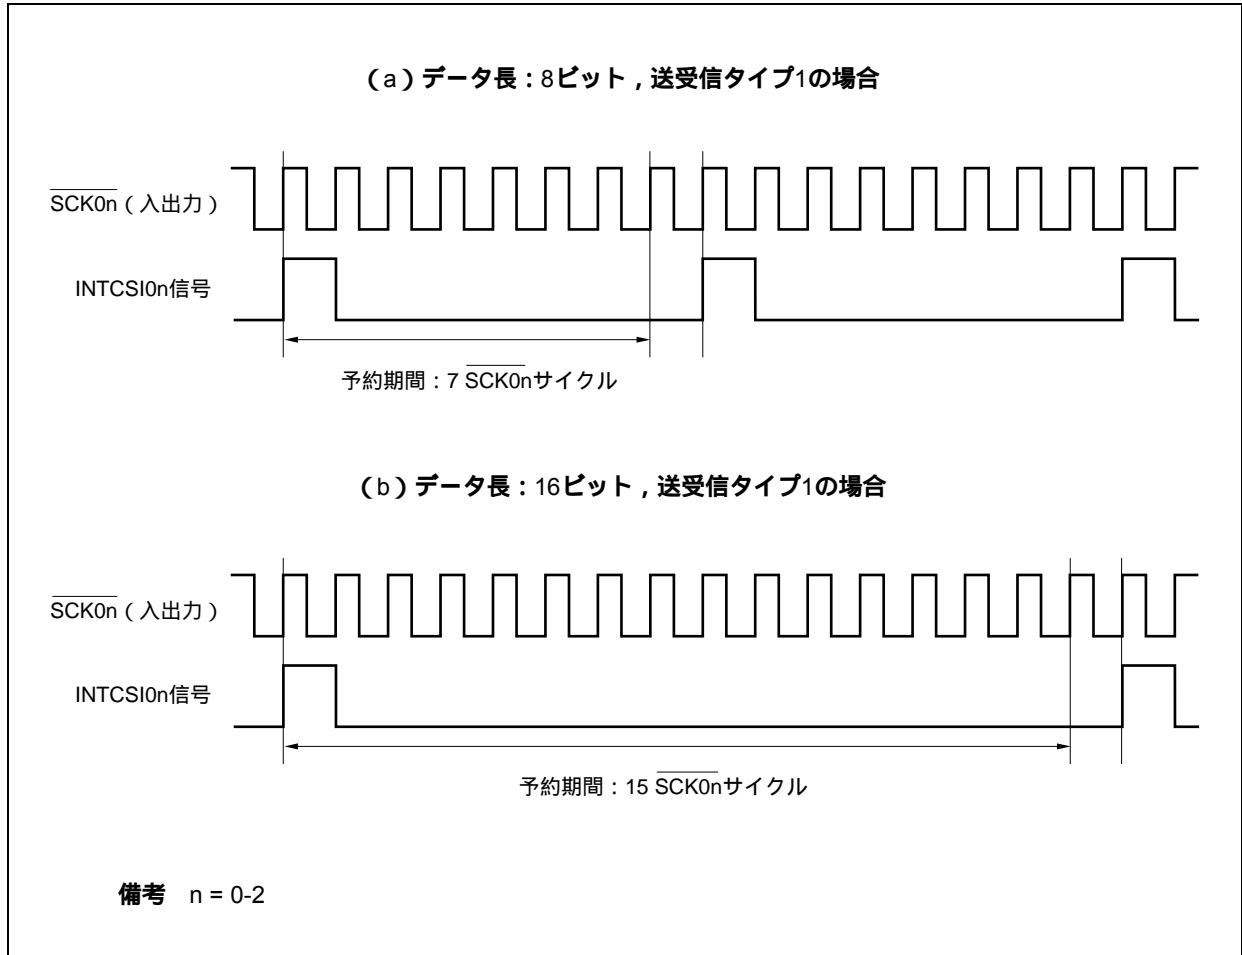 （a）データ長：8ビット，送受信タイプ1の場合
SCK0n（入出力）
INTCSI0n信号
予約期間：7 SCK0nサイクル
（b）データ長：16ビット，送受信タイプ1の場合
SCK0n（入出力）
INTCSI0n信号
予約期間：15 SCK0nサイクル
備考 n = 0-2